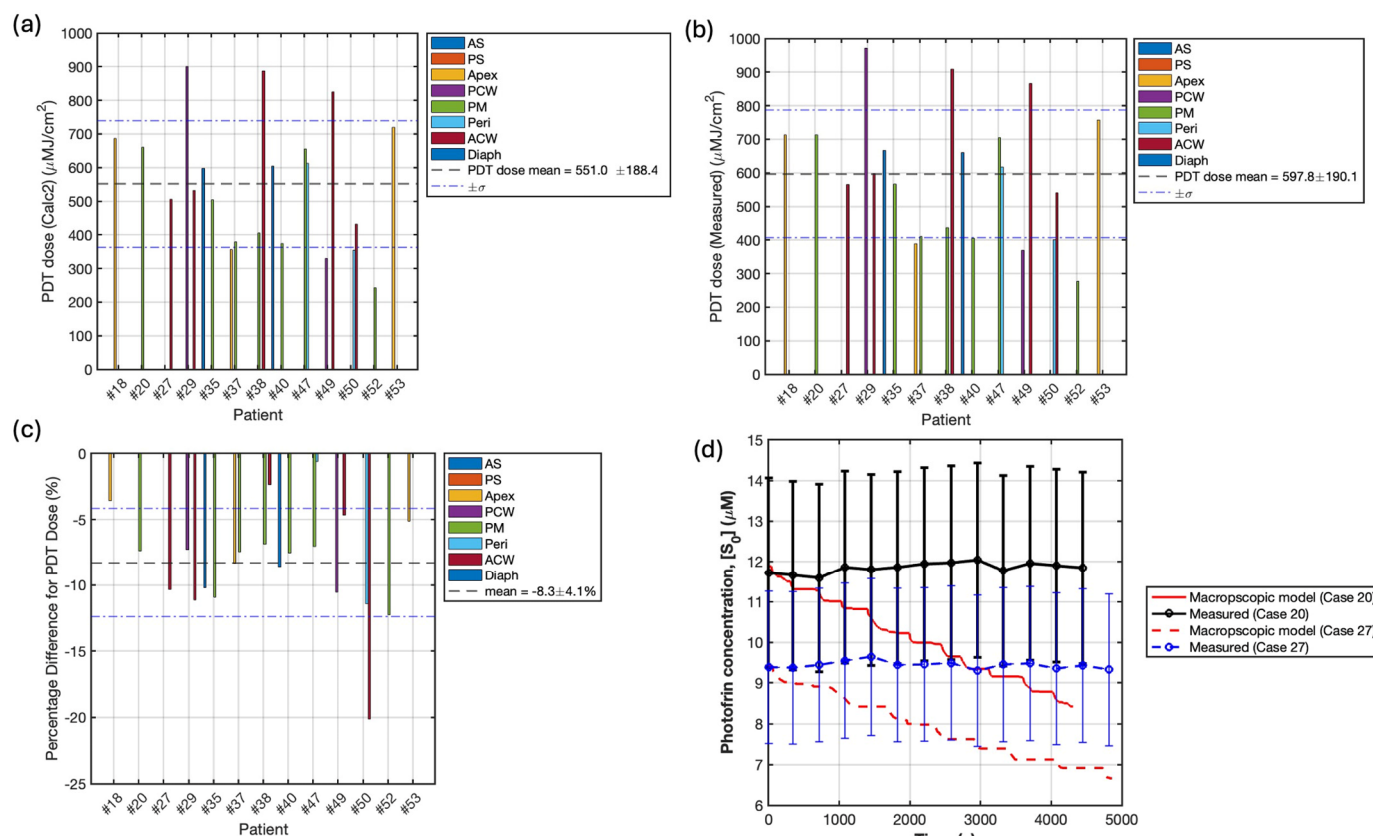 (a)
1000
900
800
700
600
500
400
300
200
100
0
PDT dose (Calc2) (μMJ/cm²)
#18
#20
#27
#29
#35
#37
#38
#40
#47
#49
#50
#52
#53
Patient
AS
PS
Apex
PCW
PM
Peri
ACW
Diaph
PDT dose mean = 551.0 ±188.4
±σ
(b)
1000
900
800
700
600
500
400
300
200
100
0
PDT dose (Measured) (μMJ/cm²)
#18
#20
#27
#29
#35
#37
#38
#40
#47
#49
#50
#52
#53
Patient
AS
PS
Apex
PCW
PM
Peri
ACW
Diaph
PDT dose mean = 597.8±190.1
±σ
(c)
0
-5
-10
-15
-20
-25
Percentage Difference for PDT Dose (%)
#18
#20
#27
#29
#35
#37
#38
#40
#47
#49
#50
#52
#53
Patient
AS
PS
Apex
PCW
PM
Peri
ACW
Diaph
mean = -8.3±4.1%
(d)
15
14
13
12
11
10
9
8
7
6
Photofrin concentration, [S₀] (μM)
0
1000
2000
3000
4000
5000
Macropscopic model (Case 20)
Measured (Case 20)
Macropscopic model (Case 27)
Measured (Case 27)